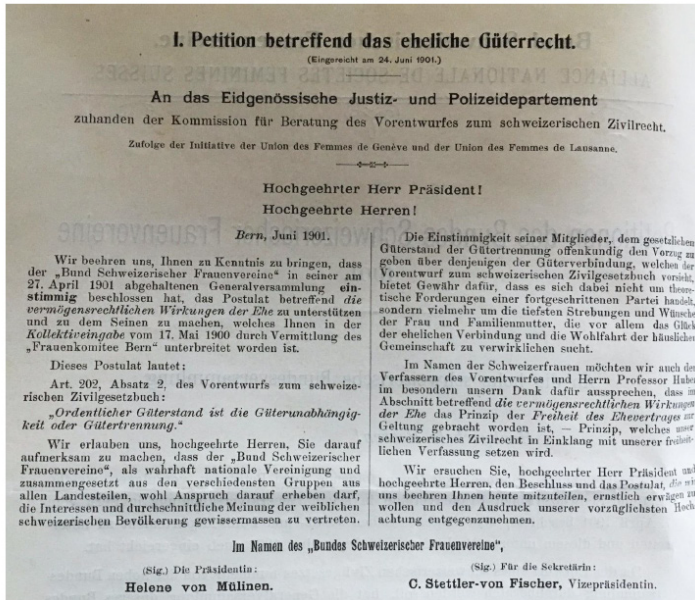 I. Petition betreffend das eheliche Güterrecht.
(Eingereicht am 24. Juni 1901.)
An das Eidgenössische Justiz- und Polizeidepartement
zuhanden der Kommission für Beratung des Vorentwurfes zum schweizerischen Zivilrecht.
Zufolge der Initiative der Union des Femmes de Genève und der Union des Femmes de Lausanne.
Hochgeehrter Herr Präsident!
Hochgeehrte Herren!
Bern, Juni 1901.
Wir beehren uns, Ihnen zu Kenntnis zu bringen, dass
der „Bund Schweizerischer Frauenvereine" in seiner am
27. April 1901 abgehaltenen Generalversammlung ein-
stimmig beschlossen hat, das Postulat betreffend die
vermögensrechtlichen Wirkungen der Ehe zu unterstützen
und zu dem Seinen zu machen, welches Ihnen in der
Kollektiveingabe vom 17. Mai 1900 durch Vermittlung des
„Frauenkomitee Bern" unterbreitet worden ist.
Dieses Postulat lautet:
Art. 202, Absatz 2, des Vorentwurfs zum schweize-
rischen Zivilgesetzbuch:
„Ordentlicher Güterstand ist die Güterunabhängig-
keit oder Gütertrennung."
Wir erlauben uns, hochgeehrte Herren, Sie darauf
aufmerksam zu machen, dass der „Bund Schweizerischer
Frauenvereine", als wahrhaft nationale Vereinigung und
zusammengesetzt aus den verschiedensten Gruppen aus
allen Landesteilen, wohl Anspruch darauf erheben darf,
die Interessen und durchschnittliche Meinung der weiblichen
schweizerischen Bevölkerung gewissermassen zu vertreten.
Die Einstimmigkeit seiner Mitglieder, dem gesetzlichen
Güterstand der Gütertrennung offenkundig den Vorzug zu
geben über denjenigen der Güterverbindung, welchen der
Vorentwurf zum schweizerischen Zivilgesetzbuch vorsieht,
bietet Gewähr dafür, dass es sich dabei nicht um theore-
tische Forderungen einer fortgeschrittenen Partei handelt,
sondern vielmehr um die tiefsten Strebungen und Wünsche
der Frau und Familienmutter, die vor allem das Glück
der ehelichen Verbindung und die Wohlfahrt der häuslichen
Gemeinschaft zu verwirklichen sucht.
Im Namen der Schweizerfrauen möchten wir auch den
Verfassern des Vorentwurfes und Herrn Professor Huber
im besondern unsern Dank dafür aussprechen, dass im
Abschnitt betreffend die vermögensrechtlichen Wirkungen
der Ehe das Prinzip der Freiheit des Ehevertrages zur
Geltung gebracht worden ist, — Prinzip, welches unser
schweizerisches Zivilrecht in Einklang mit unserer freiheit-
lichen Verfassung setzen wird.
Wir ersuchen Sie, hochgeehrter Herr Präsident und
hochgeehrte Herren, den Beschluss und das Postulat, die wir
uns beehren Ihnen heute mitzuteilen, ernstlich erwägen zu
wollen und den Ausdruck unserer vorzüglichsten Hoch-
achtung entgegenzunehmen.
Im Namen des „Bundes Schweizerischer Frauenvereine",
(Sig.) Die Präsidentin:
Helene von Mülinen.
(Sig.) Für die Sekretärin:
C. Stettler-von Fischer, Vizepräsidentin.